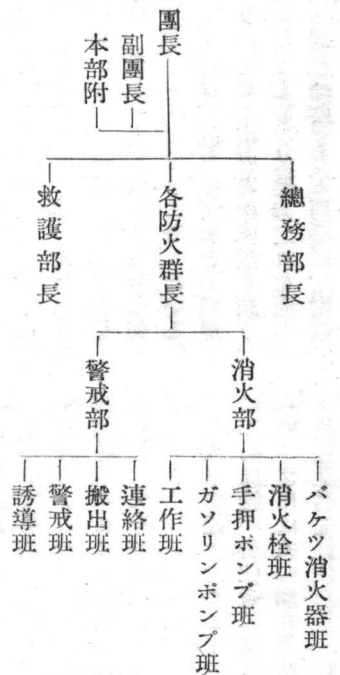 團長
副團長
本部附
總務部長
各防火群長
救護部長
消火部
警戒部
バケツ消火器班
消火栓班
手押ポンプ班
ガソリンポンプ班
工作班
連絡班
搬出班
警戒班
誘導班